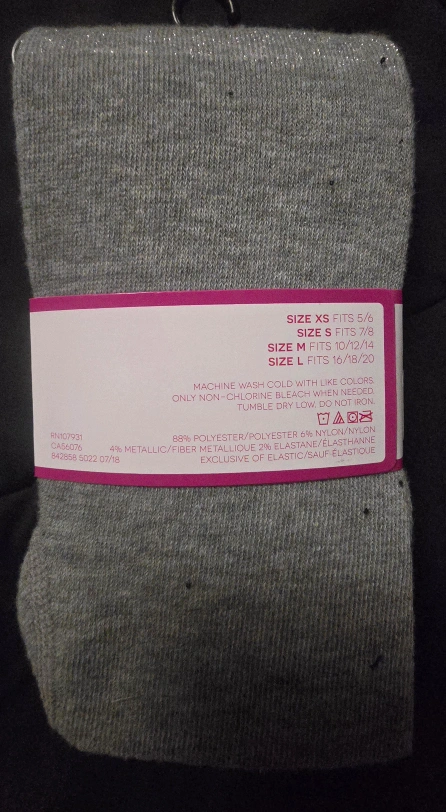 SIZE XS FITS 5/6
SIZE S FITS 7/8
SIZE M FITS 10/12/14
SIZE L FITS 16/18/20
MACHINE WASH COLD WITH LIKE COLORS.
ONLY NON-CHLORINE BLEACH WHEN NEEDED.
TUMBLE DRY LOW, DO NOT IRON.
RN107931
CA56076
842858 5022 07/18
88% POLYESTER/POLYESTER 6% NYLON/NYLON
4% METALLIC/FIBER METALLIQUE 2% ELASTANE/ÉLASTHANNE
EXCLUSIVE OF ELASTIC/SAUF ÉLASTIQUE